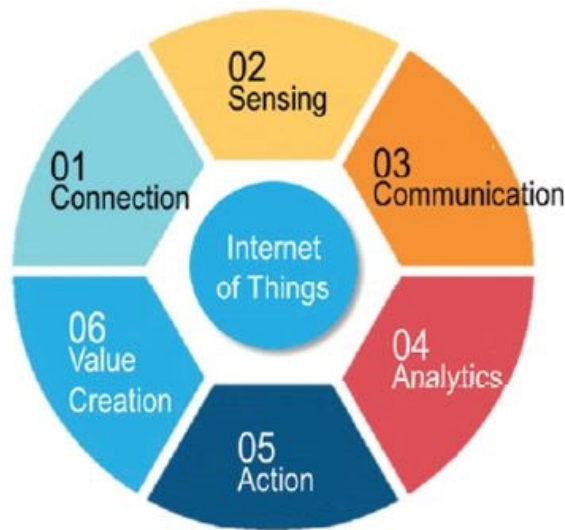 01
Connection
02
Sensing
03
Communication
04
Analytics
05
Action
06
Value
Creation
Internet
of Things